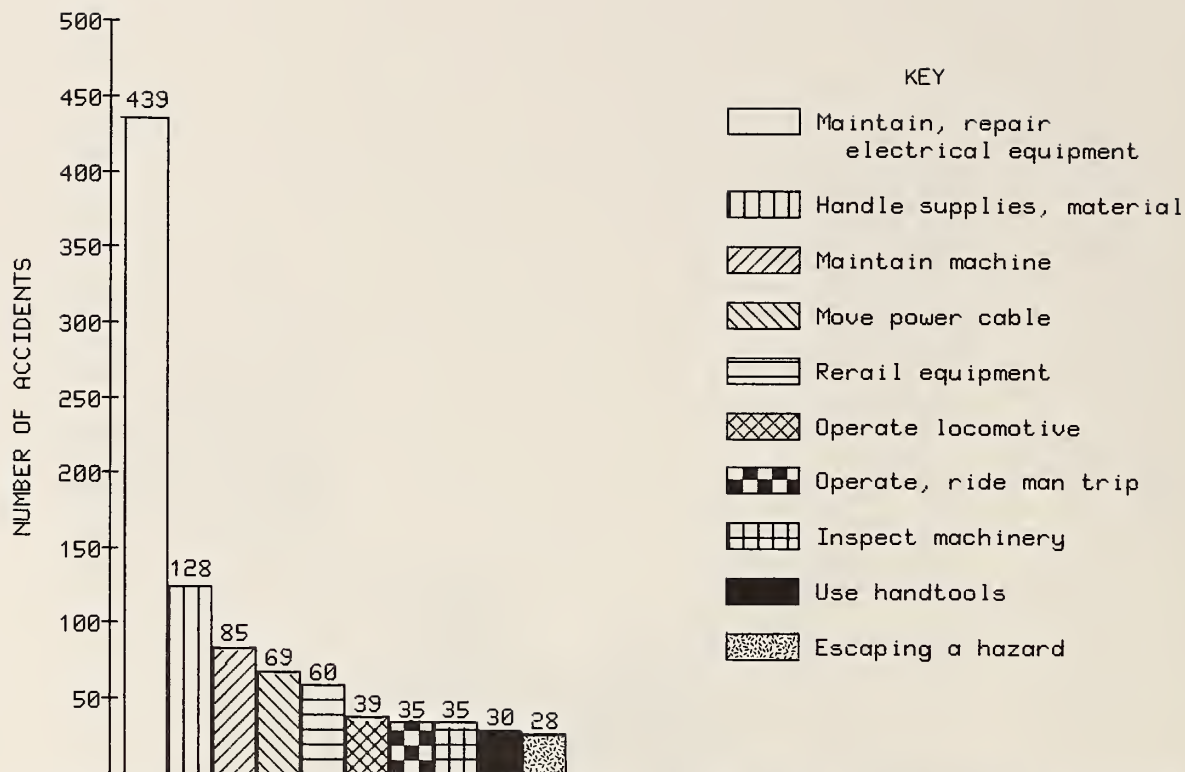 500
450
400
350
300
250
200
150
100
50
NUMBER OF ACCIDENTS
439
128
85
69
60
39
35
35
30
28
KEY
Maintain, repair
electrical equipment
Handle supplies, material
Maintain machine
Move power cable
Rerail equipment
Operate locomotive
Operate, ride man trip
Inspect machinery
Use handtools
Escaping a hazard